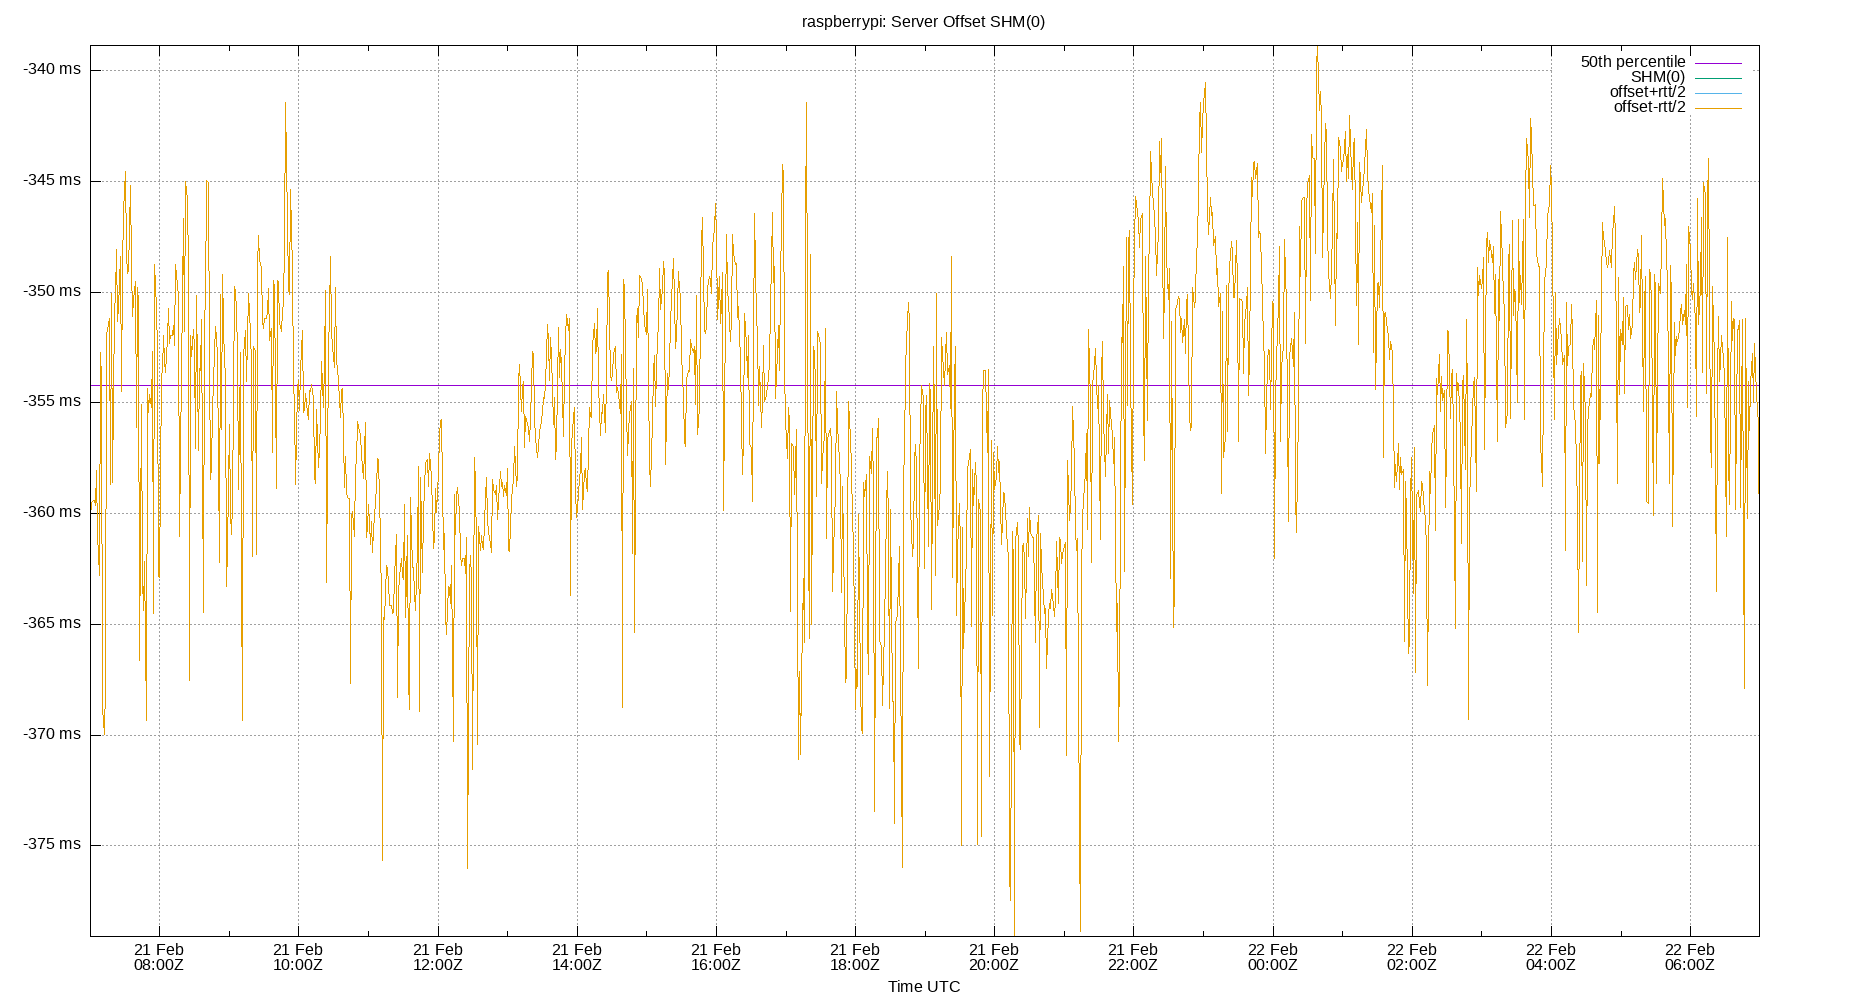 raspberrypi: Server Offset SHM(0)
-340 ms
-345 ms
-350 ms
-355 ms
-360 ms
-365 ms
-370 ms
-375 ms
50th percentile
SHM(0)
offset+rtt/2
offset-rtt/2
21 Feb 08:00Z
21 Feb 10:00Z
21 Feb 12:00Z
21 Feb 14:00Z
21 Feb 16:00Z
21 Feb 18:00Z
21 Feb 20:00Z
21 Feb 22:00Z
22 Feb 00:00Z
22 Feb 02:00Z
22 Feb 04:00Z
22 Feb 06:00Z
Time UTC